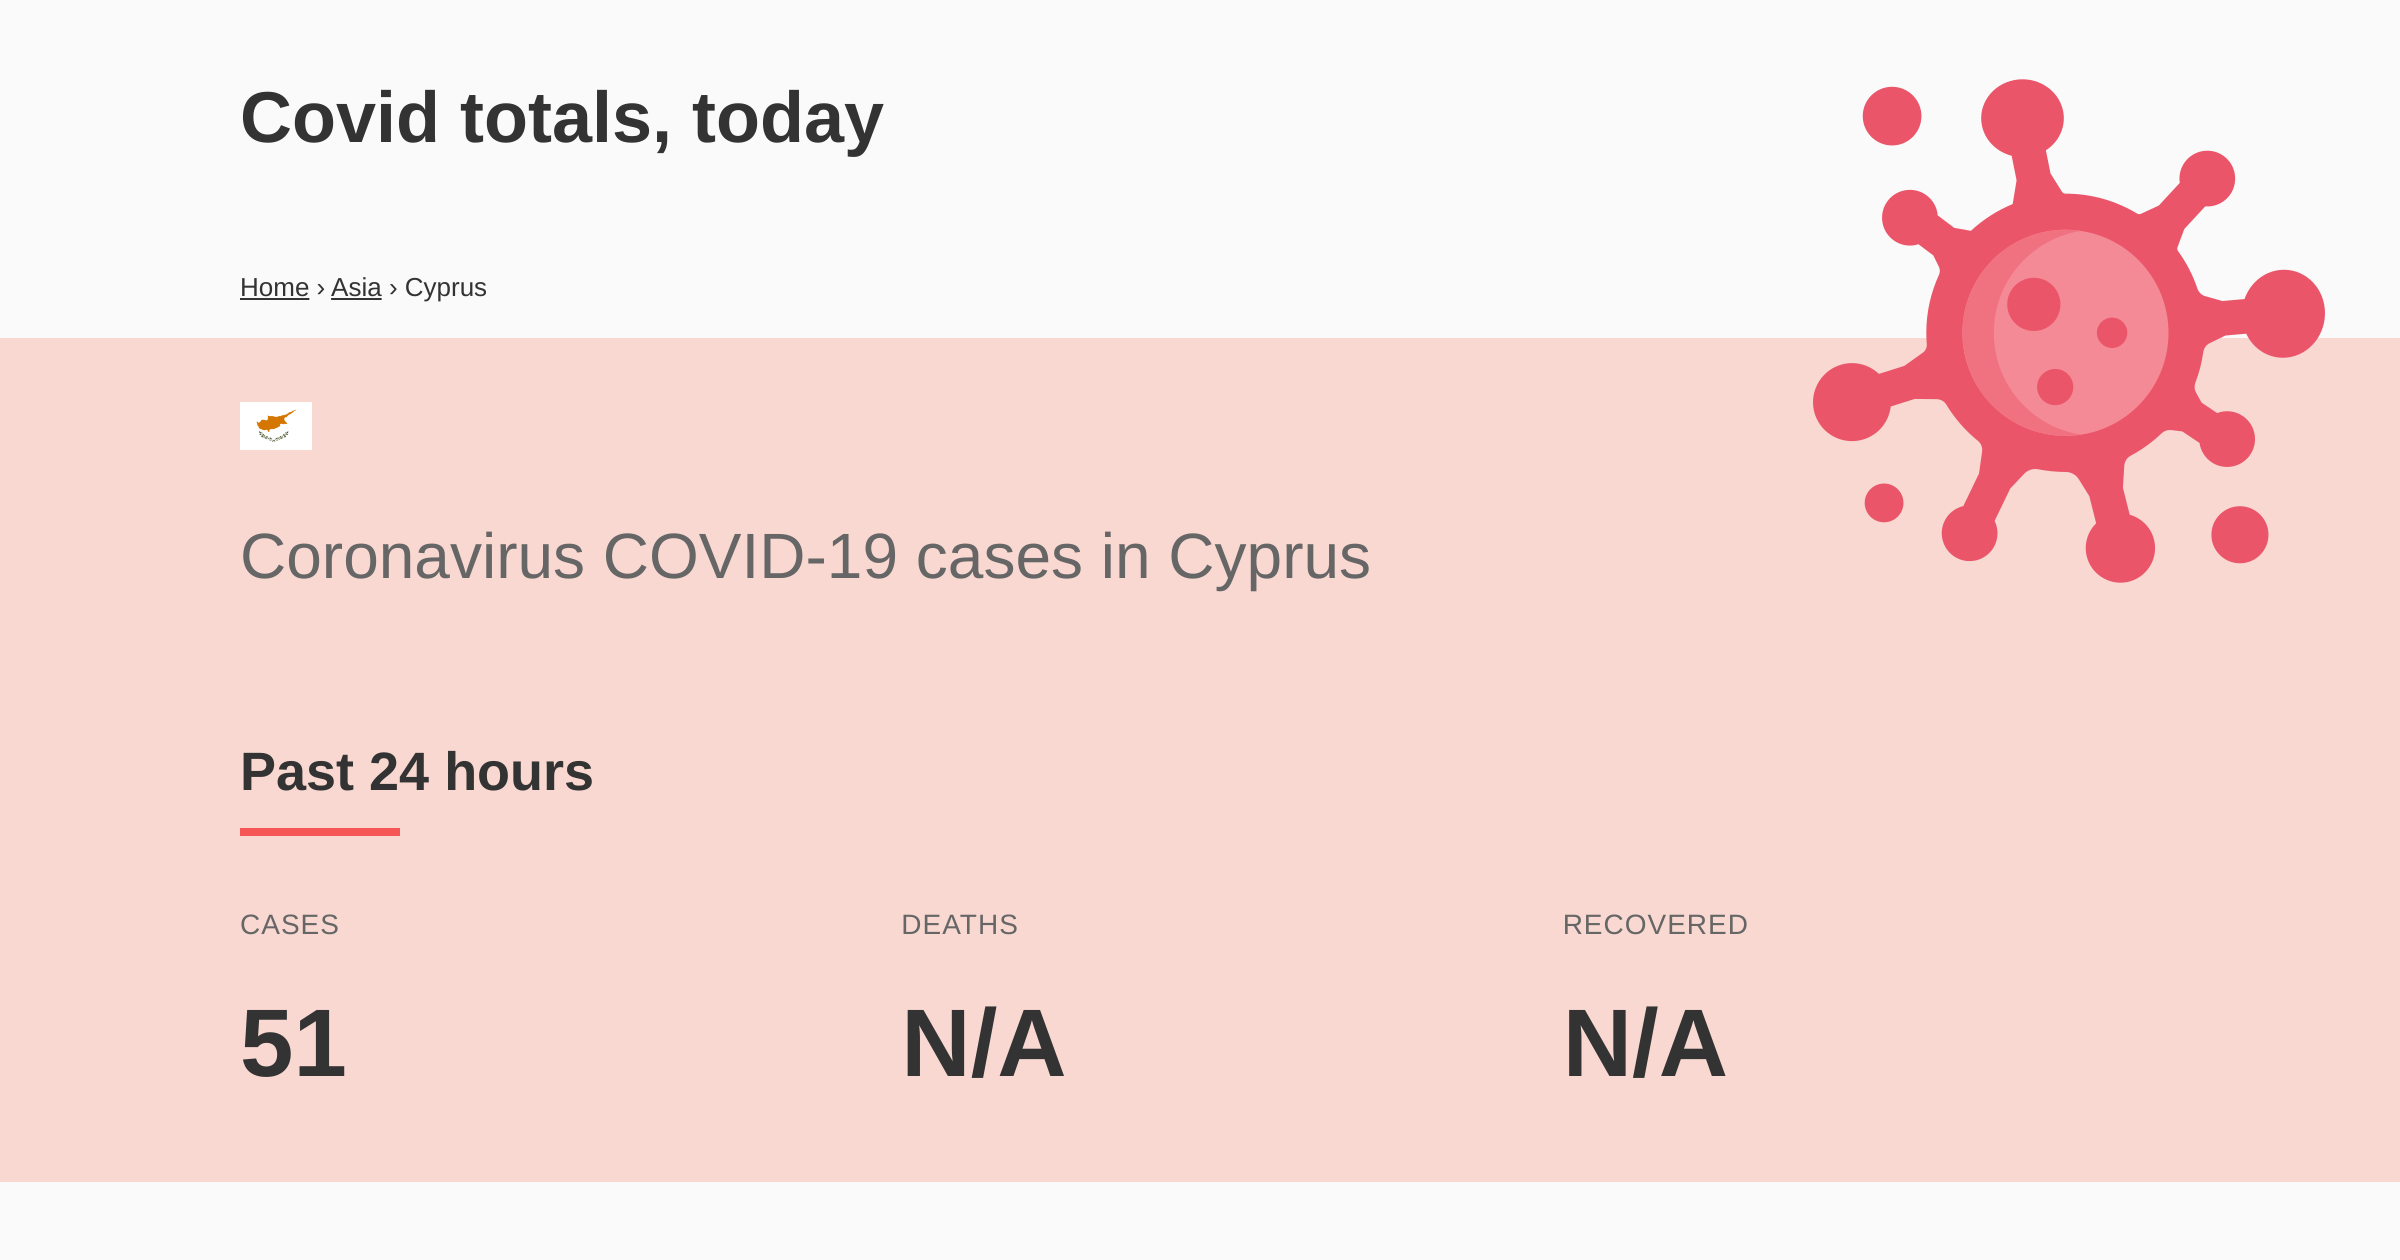 Covid totals, today
Home › Asia › Cyprus
Coronavirus COVID-19 cases in Cyprus
Past 24 hours
CASES DEATHS RECOVERED
51 N/A N/A